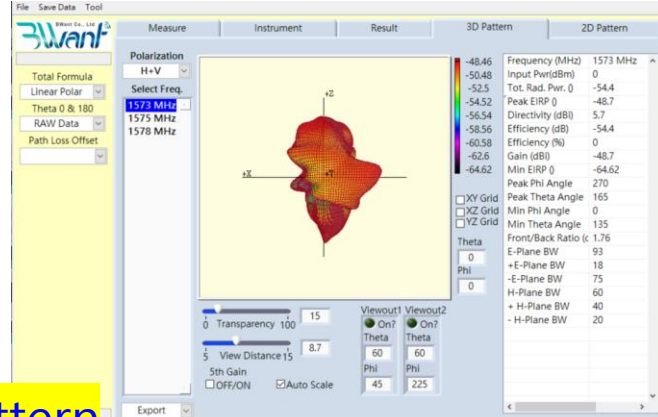 File Save Data Tool
BWant Co., Ltd
BWant
Measure Instrument Result 3D Pattern 2D Pattern
Total Formula
Linear Polar
Theta 0 & 180
RAW Data
Path Loss Offset
Polarization
H+V
Select Freq.
1573 MHz
1575 MHz
1578 MHz
+Z
+X
+Y
-48.46
-50.48
-52.5
-54.52
-56.54
-58.56
-60.58
-62.6
-64.62
XY Grid
XZ Grid
YZ Grid
Theta
0
Phi
0
Frequency (MHz) 1573 MHz
Input Pwr(dBm) 0
Tot. Rad. Pwr. () -54.4
Peak EIRP () -48.7
Directivity (dBi) 5.7
Efficiency (dB) -54.4
Efficiency (%) 0
Gain (dBi) -48.7
Min EIRP () -64.62
Peak Phi Angle 270
Peak Theta Angle 165
Min Phi Angle 0
Min Theta Angle 135
Front/Back Ratio (c 1.76
E-Plane BW 93
+E-Plane BW 18
-E-Plane BW 75
H-Plane BW 60
+ H-Plane BW 40
- H-Plane BW 20
0 Transparency 100 15
5 View Distance 15 8.7
5th Gain
OFF/ON Auto Scale
Viewout1 Viewout2
On? On?
Theta Theta
60 60
Phi Phi
45 225
Export
ttern